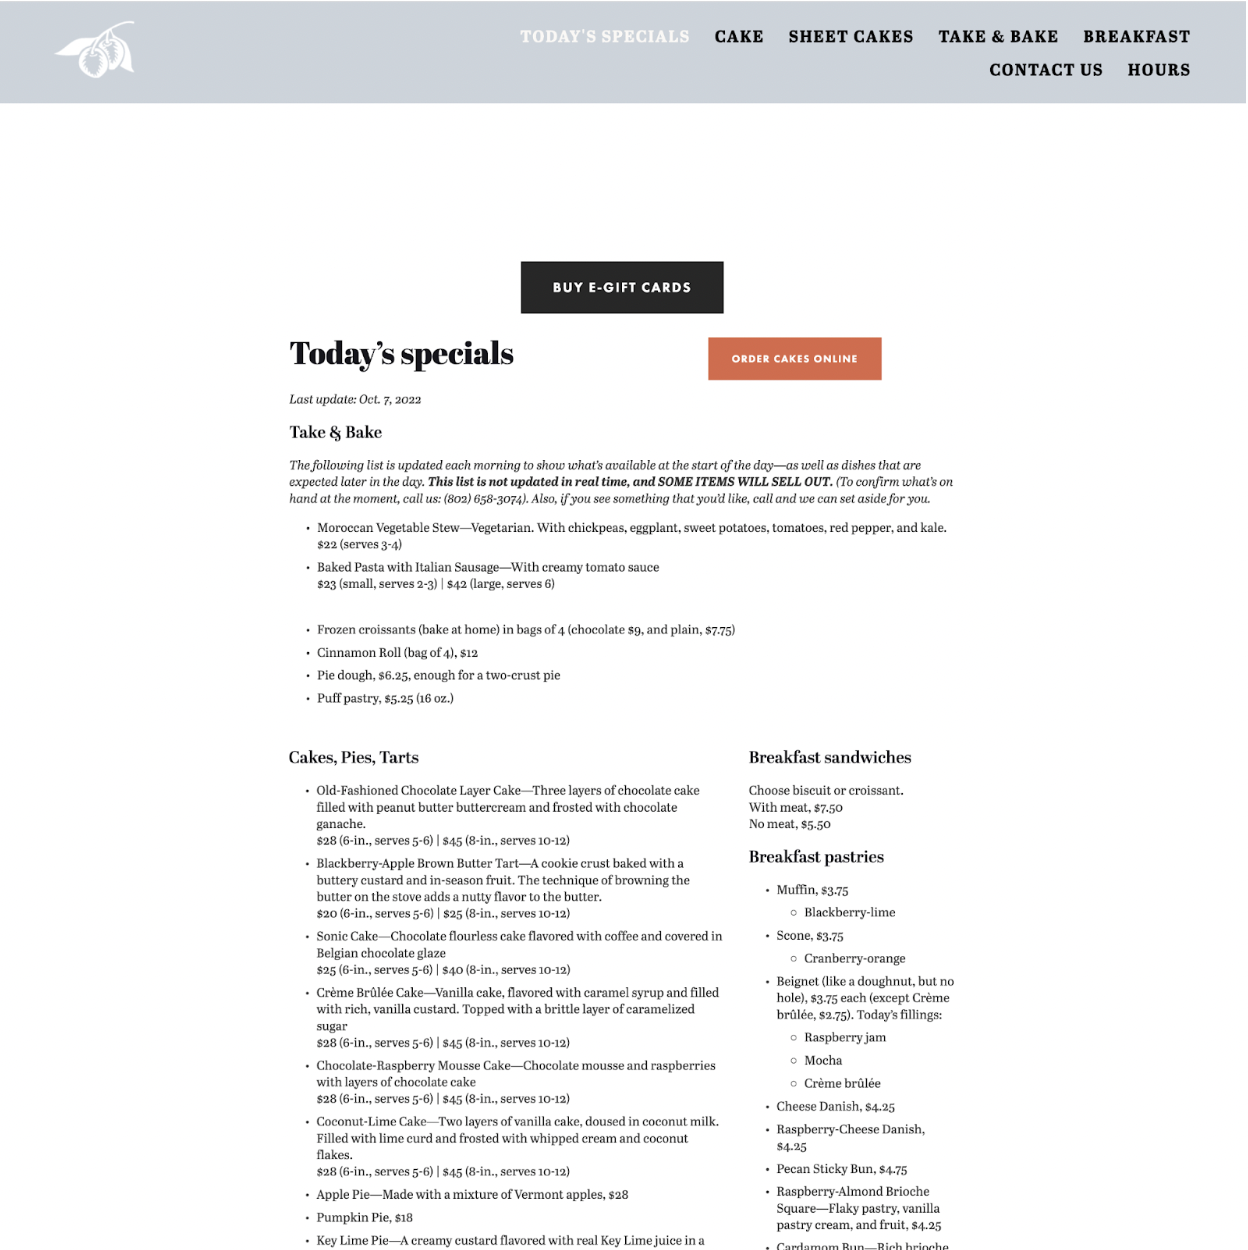 TODAY'S SPECIALS CAKE SHEET CAKES TAKE & BAKE BREAKFAST
CONTACT US HOURS
BUY E-GIFT CARDS
Today's specials
ORDER CAKES ONLINE
Last update: Oct. 7, 2022
Take & Bake
The following list is updated each morning to show what's available at the start of the day—as well as dishes that are
expected later in the day. This list is not updated in real time, and SOME ITEMS WILL SELL OUT. (To confirm what's on
hand at the moment, call us: (802) 658-3074). Also, if you see something that you'd like, call and we can set aside for you.
• Moroccan Vegetable Stew—Vegetarian. With chickpeas, eggplant, sweet potatoes, tomatoes, red pepper, and kale.
$22 (serves 3-4)
• Baked Pasta with Italian Sausage—With creamy tomato sauce
$23 (small, serves 2-3) | $42 (large, serves 6)
• Frozen croissants (bake at home) in bags of 4 (chocolate $9, and plain, $7.75)
• Cinnamon Roll (bag of 4), $12
• Pie dough, $6.25, enough for a two-crust pie
• Puff pastry, $5.25 (16 oz.)
Cakes, Pies, Tarts
• Old-Fashioned Chocolate Layer Cake—Three layers of chocolate cake
filled with peanut butter buttercream and frosted with chocolate
ganache.
$28 (6-in., serves 5-6) | $45 (8-in., serves 10-12)
• Blackberry-Apple Brown Butter Tart—A cookie crust baked with a
buttery custard and in-season fruit. The technique of browning the
butter on the stove adds a nutty flavor to the butter.
$20 (6-in., serves 5-6) | $25 (8-in., serves 10-12)
• Sonic Cake—Chocolate flourless cake flavored with coffee and covered in
Belgian chocolate glaze
$25 (6-in., serves 5-6) | $40 (8-in., serves 10-12)
• Crème Brûlée Cake—Vanilla cake, flavored with caramel syrup and filled
with rich, vanilla custard. Topped with a brittle layer of caramelized
sugar
$28 (6-in., serves 5-6) | $45 (8-in., serves 10-12)
• Chocolate-Raspberry Mousse Cake—Chocolate mousse and raspberries
with layers of chocolate cake
$28 (6-in., serves 5-6) | $45 (8-in., serves 10-12)
• Coconut-Lime Cake—Two layers of vanilla cake, doused in coconut milk.
Filled with lime curd and frosted with whipped cream and coconut
flakes.
$28 (6-in., serves 5-6) | $45 (8-in., serves 10-12)
• Apple Pie—Made with a mixture of Vermont apples, $28
• Pumpkin Pie, $18
• Key Lime Pie—A creamy custard flavored with real Key Lime juice in a
Breakfast sandwiches
Choose biscuit or croissant.
With meat, $7.50
No meat, $5.50
Breakfast pastries
• Muffin, $3.75
○ Blackberry-lime
• Scone, $3.75
○ Cranberry-orange
• Beignet (like a doughnut, but no
hole), $3.75 each (except Crème
brûlée, $2.75). Today's fillings:
○ Raspberry jam
○ Mocha
○ Crème brûlée
• Cheese Danish, $4.25
• Raspberry-Cheese Danish,
$4.25
• Pecan Sticky Bun, $4.75
• Raspberry-Almond Brioche
Square—Flaky pastry, vanilla
pastry cream, and fruit, $4.25
• Cardamom Bun—Rich brioche